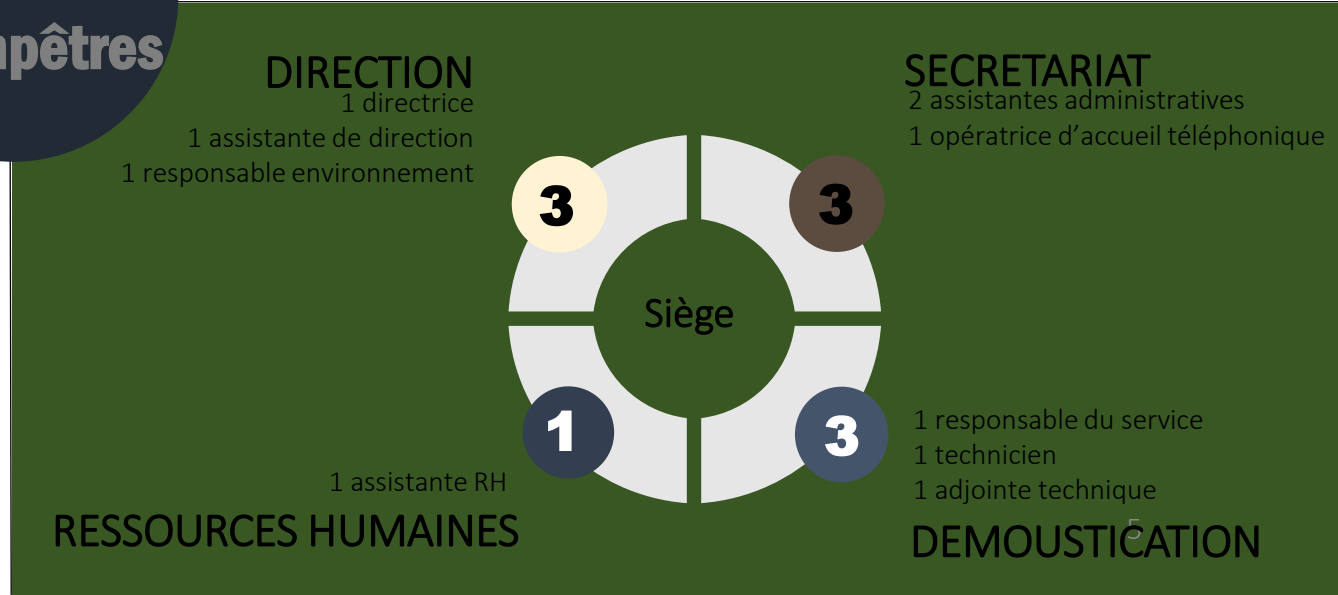 DIRECTION
1 directrice
1 assistante de direction
1 responsable environnement
3
SECRETARIAT
2 assistantes administratives
1 opératrice d’accueil téléphonique
3
Siège
1
1 assistante RH
RESSOURCES HUMAINES
3
1 responsable du service
1 technicien
1 adjointe technique
5
DEMOUSTICATION